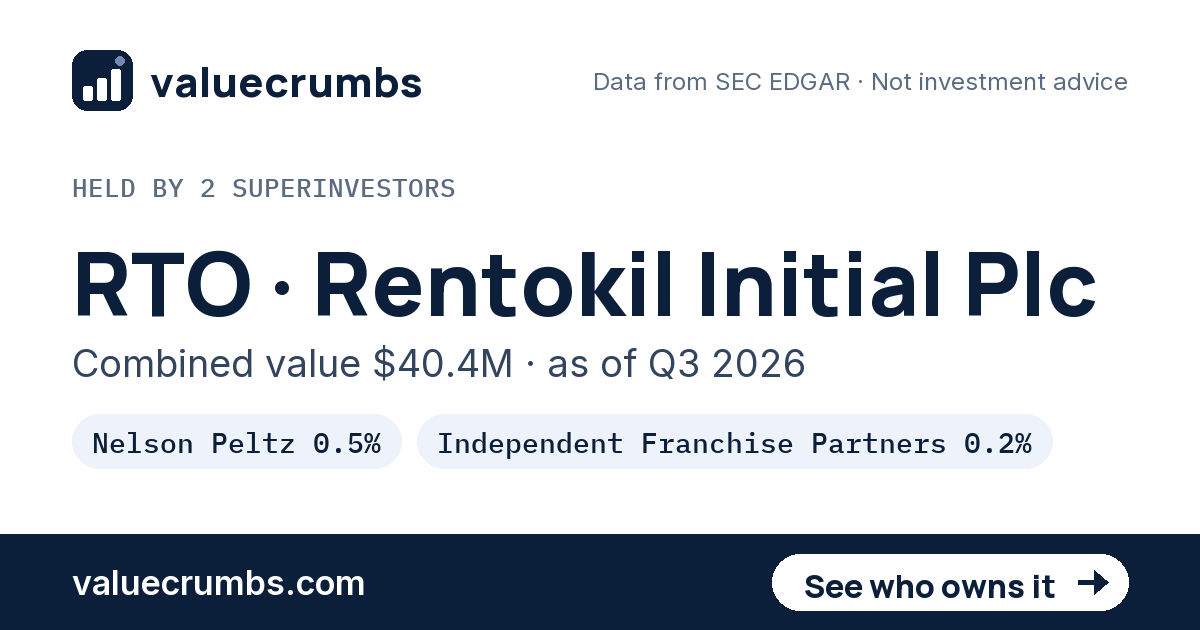 valuecrumbs
Data from SEC EDGAR · Not investment advice
HELD BY 2 SUPERINVESTORS
RTO · Rentokil Initial Plc
Combined value $40.4M · as of Q3 2026
Nelson Peltz 0.5%
Independent Franchise Partners 0.2%
valuecrumbs.com
See who owns it →